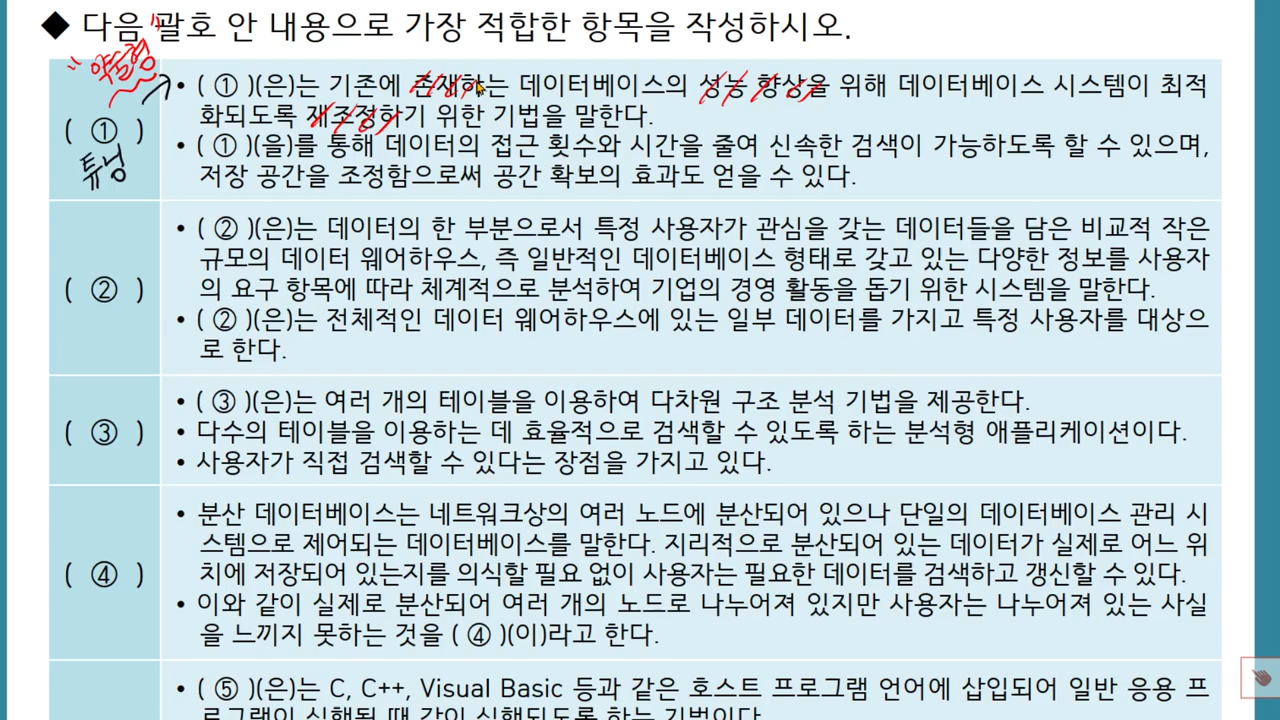 ◆ 다음 괄호 안 내용으로 가장 적합한 항목을 작성하시오.
"약술형"
( ① )
튜닝
• ( ① )(은)는 기존에 존재하는 데이터베이스의 성능 향상을 위해 데이터베이스 시스템이 최적
화되도록 재조정하기 위한 기법을 말한다.
• ( ① )(을)를 통해 데이터의 접근 횟수와 시간을 줄여 신속한 검색이 가능하도록 할 수 있으며,
저장 공간을 조정함으로써 공간 확보의 효과도 얻을 수 있다.
( ② )
• ( ② )(은)는 데이터의 한 부분으로서 특정 사용자가 관심을 갖는 데이터들을 담은 비교적 작은
규모의 데이터 웨어하우스, 즉 일반적인 데이터베이스 형태로 갖고 있는 다양한 정보를 사용자
의 요구 항목에 따라 체계적으로 분석하여 기업의 경영 활동을 돕기 위한 시스템을 말한다.
• ( ② )(은)는 전체적인 데이터 웨어하우스에 있는 일부 데이터를 가지고 특정 사용자를 대상으
로 한다.
( ③ )
• ( ③ )(은)는 여러 개의 테이블을 이용하여 다차원 구조 분석 기법을 제공한다.
• 다수의 테이블을 이용하는 데 효율적으로 검색할 수 있도록 하는 분석형 애플리케이션이다.
• 사용자가 직접 검색할 수 있다는 장점을 가지고 있다.
( ④ )
• 분산 데이터베이스는 네트워크상의 여러 노드에 분산되어 있으나 단일의 데이터베이스 관리 시
스템으로 제어되는 데이터베이스를 말한다. 지리적으로 분산되어 있는 데이터가 실제로 어느 위
치에 저장되어 있는지를 의식할 필요 없이 사용자는 필요한 데이터를 검색하고 갱신할 수 있다.
• 이와 같이 실제로 분산되어 여러 개의 노드로 나누어져 있지만 사용자는 나누어져 있는 사실
을 느끼지 못하는 것을 ( ④ )(이)라고 한다.
• ( ⑤ )(은)는 C, C++, Visual Basic 등과 같은 호스트 프로그램 언어에 삽입되어 일반 응용 프
로그램이 실행될 때 같이 실행되도록 하는 기법이다.